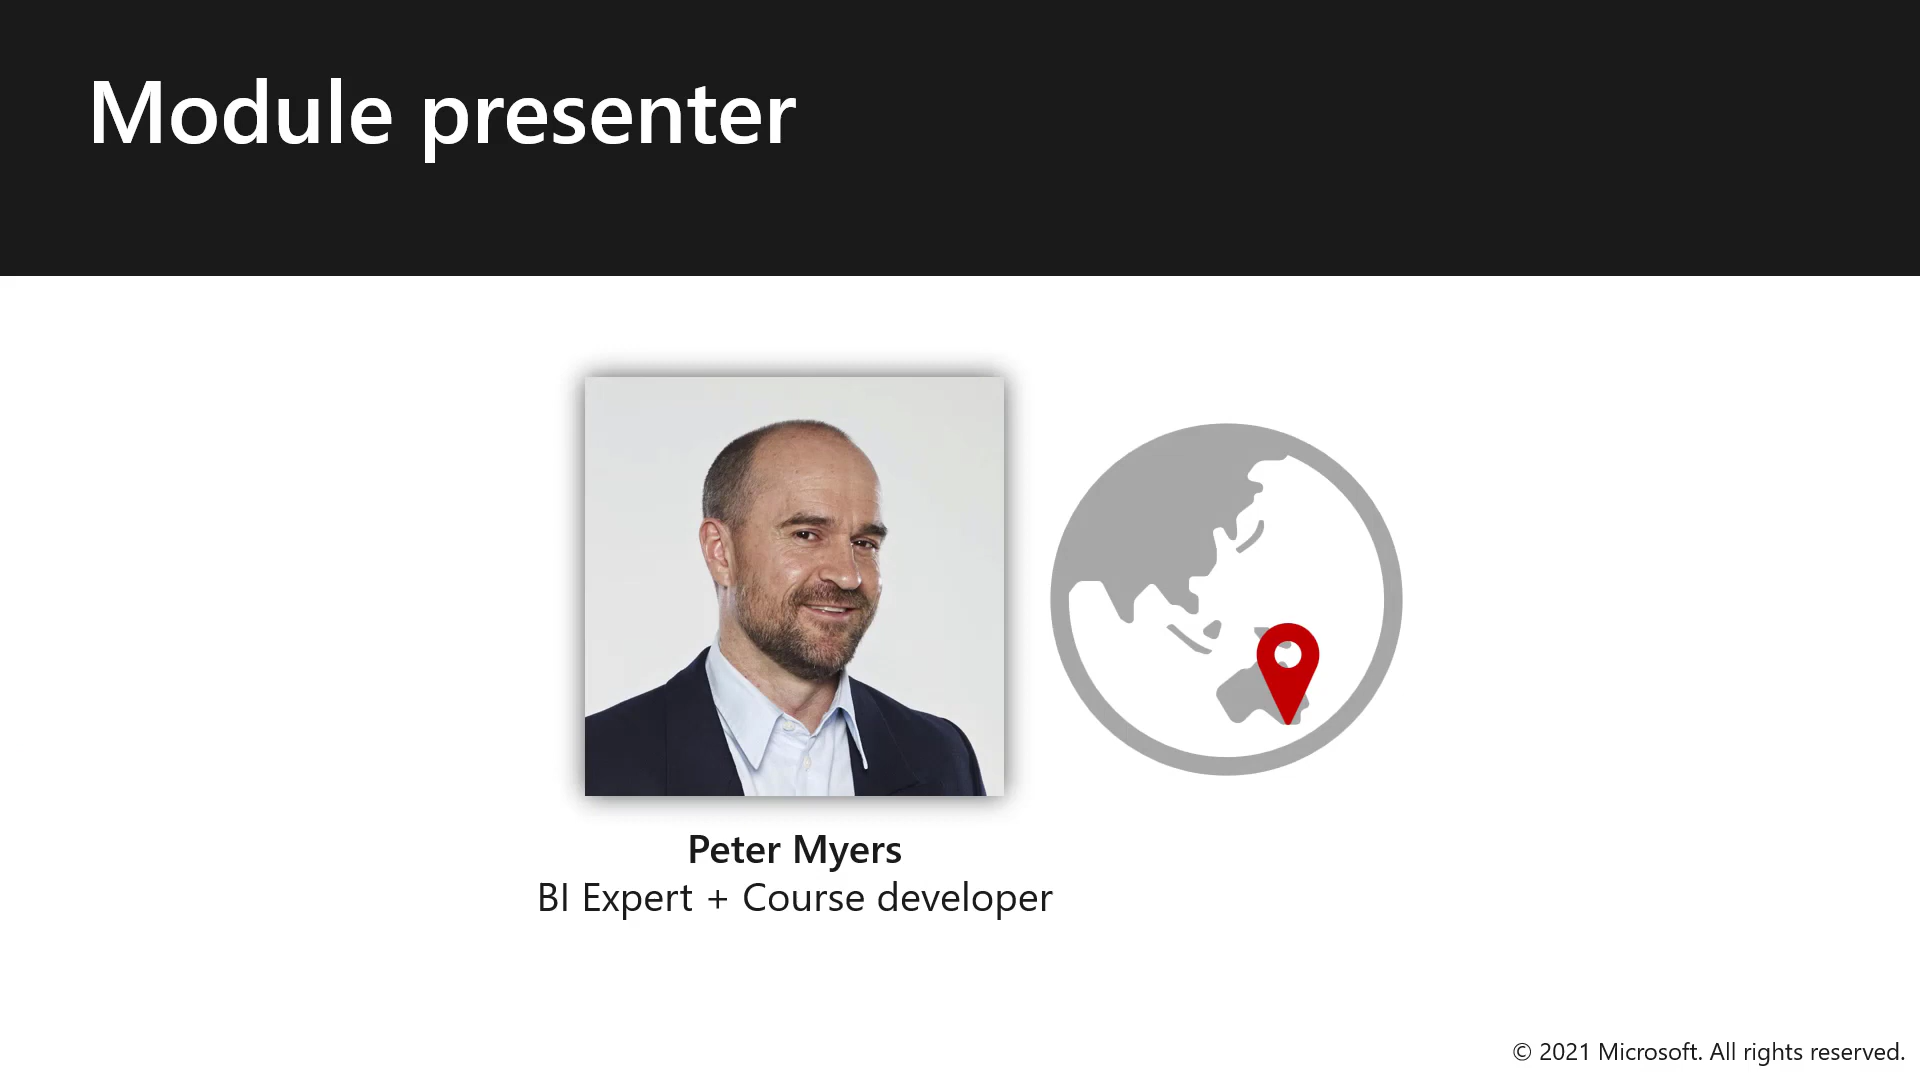 Module presenter
Peter Myers
BI Expert + Course developer
© 2021 Microsoft. All rights reserved.